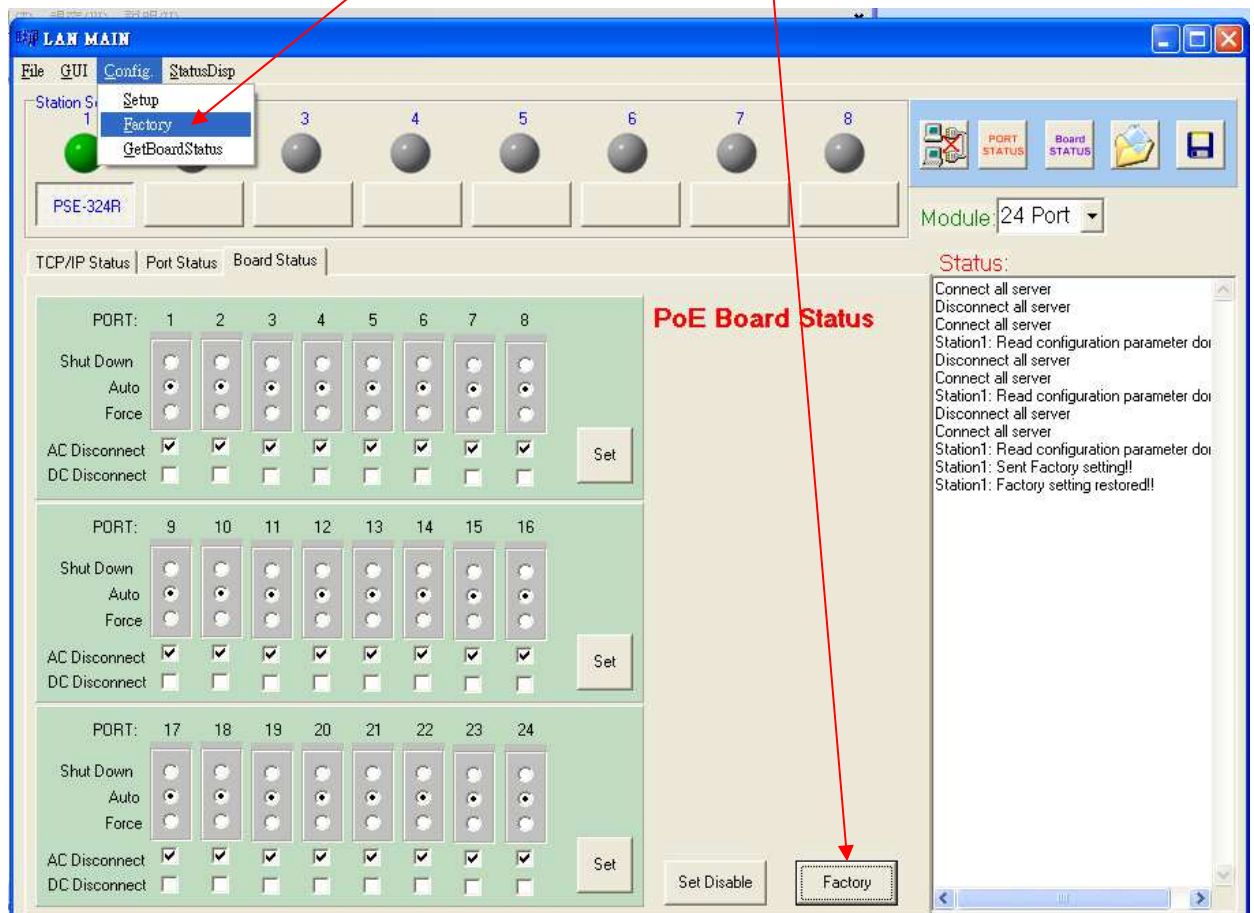 LAN MAIN
File GUI Config. StatusDisp
Setup
Factory
GetBoardStatus
Station
1 3 4 5 6 7 8
PSE-324R
PORT STATUS
Board STATUS
Module: 24 Port
TCP/IP Status Port Status Board Status
PORT: 1 2 3 4 5 6 7 8
Shut Down
Auto
Force
AC Disconnect
DC Disconnect
Set
PORT: 9 10 11 12 13 14 15 16
Shut Down
Auto
Force
AC Disconnect
DC Disconnect
Set
PORT: 17 18 19 20 21 22 23 24
Shut Down
Auto
Force
AC Disconnect
DC Disconnect
Set
PoE Board Status
Set Disable
Factory
Status:
Connect all server
Disconnect all server
Connect all server
Station1: Read configuration parameter
Disconnect all server
Connect all server
Station1: Read configuration parameter
Disconnect all server
Connect all server
Station1: Read configuration parameter
Station1: Sent Factory setting!!
Station1: Factory setting restored!!